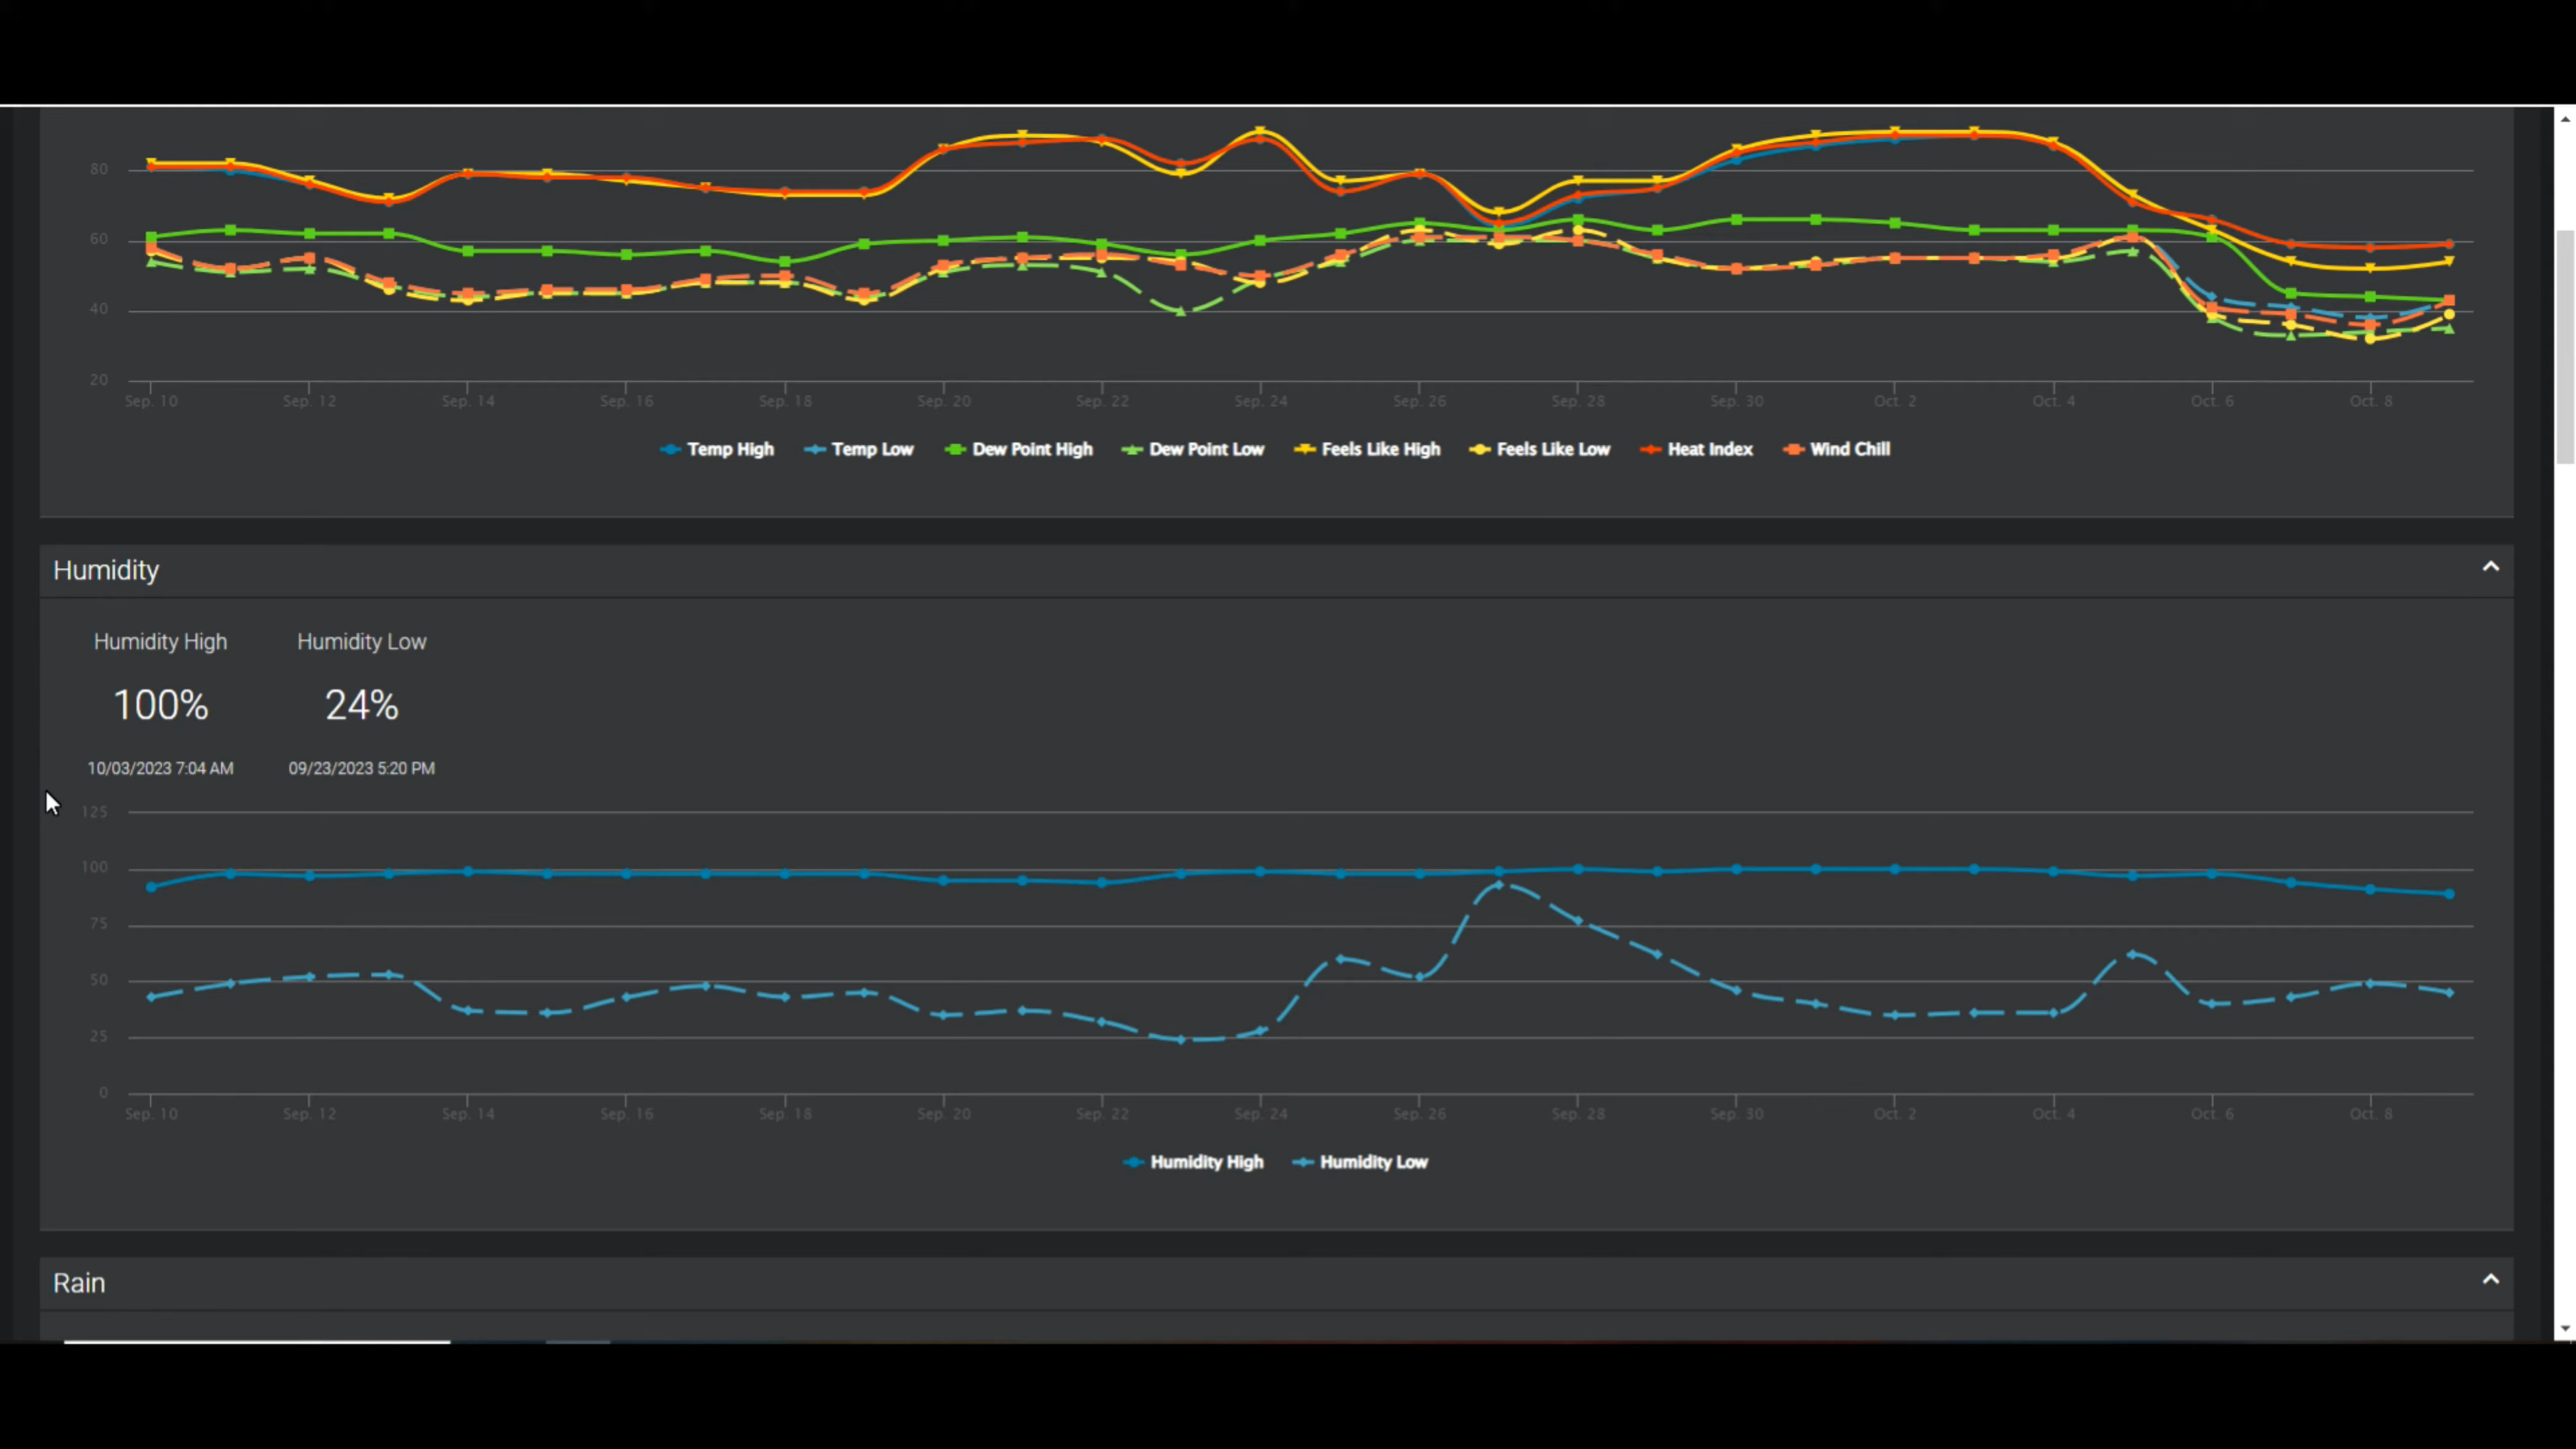 80
60
40
20
Sep. 10 Sep. 12 Sep. 14 Sep. 16 Sep. 18 Sep. 20 Sep. 22 Sep. 24 Sep. 26 Sep. 28 Sep. 30 Oct. 2 Oct. 4 Oct. 6 Oct. 8
Temp High Temp Low Dew Point High Dew Point Low Feels Like High Feels Like Low Heat Index Wind Chill
Humidity
Humidity High Humidity Low
100% 24%
10/03/2023 7:04 AM 09/23/2023 5:20 PM
125
100
75
50
25
0
Sep. 10 Sep. 12 Sep. 14 Sep. 16 Sep. 18 Sep. 20 Sep. 22 Sep. 24 Sep. 26 Sep. 28 Sep. 30 Oct. 2 Oct. 4 Oct. 6 Oct. 8
Humidity High Humidity Low
Rain